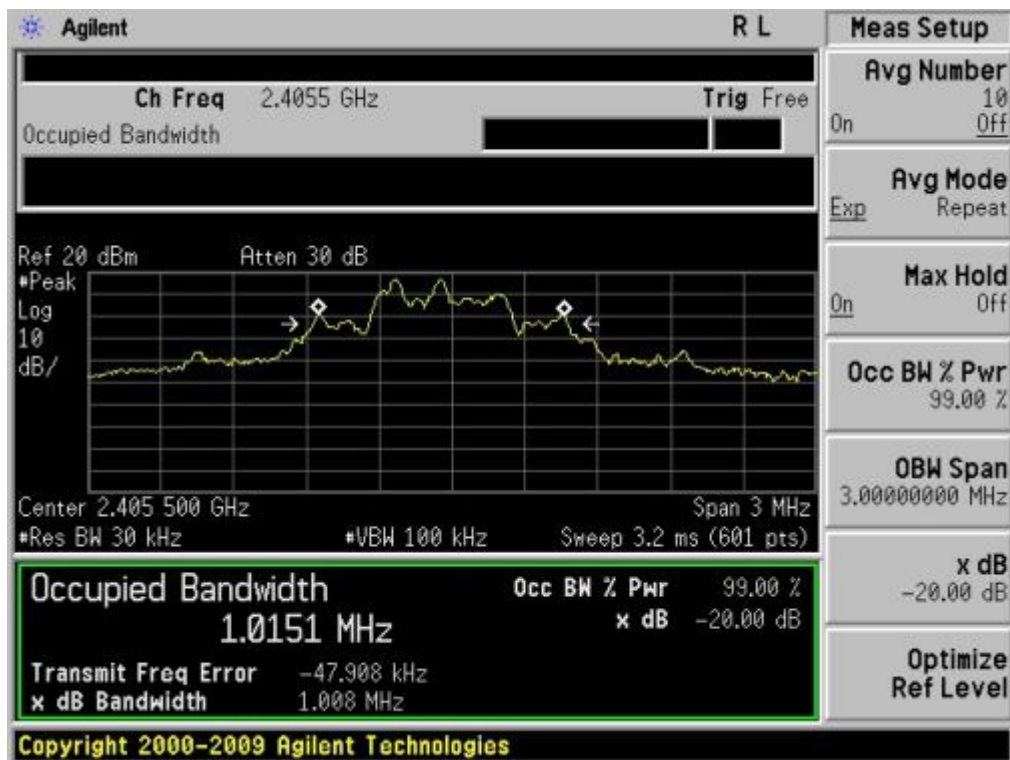 Agilent R L Meas Setup
Ch Freq 2.4055 GHz Trig Free
Occupied Bandwidth
Ref 20 dBm Atten 30 dB
#Peak
Log
10
dB/
Center 2.405 500 GHz Span 3 MHz
#Res BW 30 kHz #VBW 100 kHz Sweep 3.2 ms (601 pts)
Occupied Bandwidth Occ BW % Pwr 99.00 %
1.0151 MHz x dB -20.00 dB
Transmit Freq Error -47.908 kHz
x dB Bandwidth 1.008 MHz
Copyright 2000-2009 Agilent Technologies
Avg Number
10
On Off
Avg Mode
Exp Repeat
Max Hold
On Off
Occ BW % Pwr
99.00 %
OBW Span
3.00000000 MHz
x dB
-20.00 dB
Optimize
Ref Level